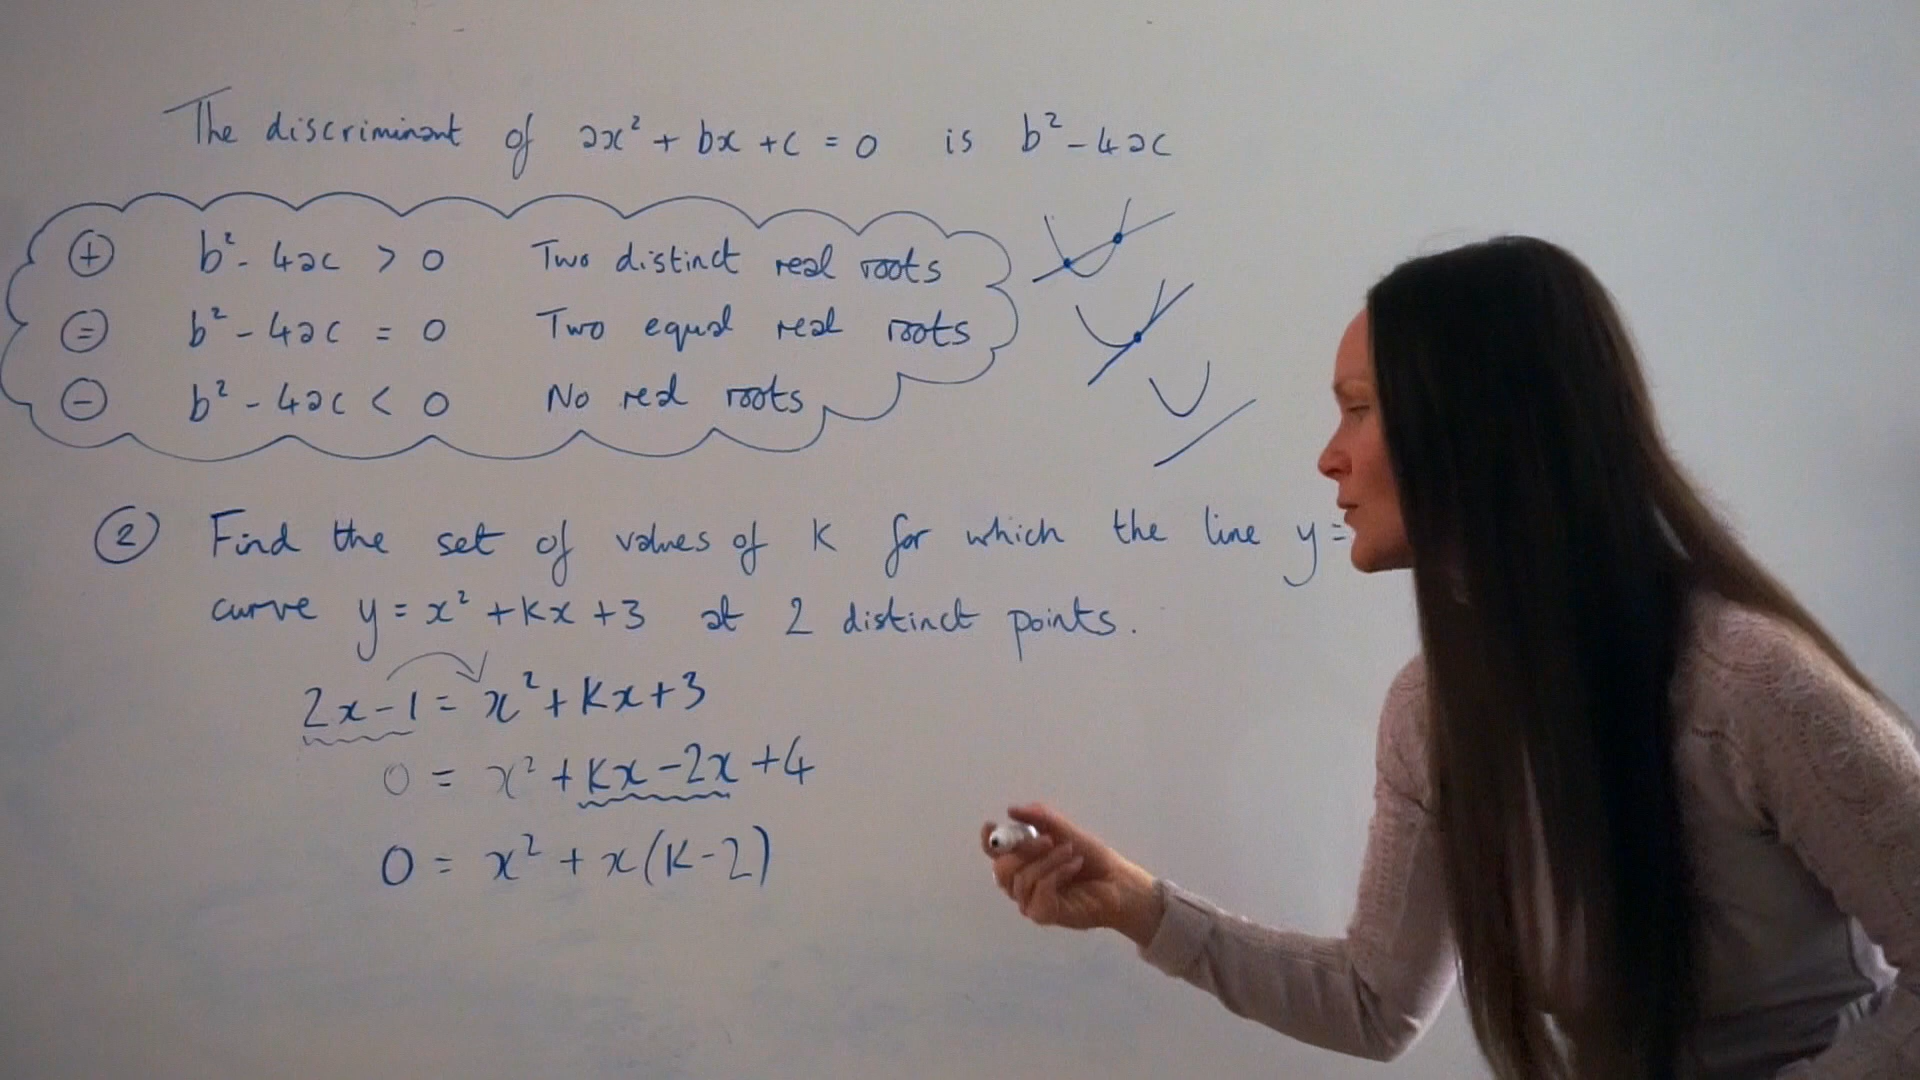 The discriminant of ax² + bx + c = 0 is b² - 4ac
+ b² - 4ac > 0 Two distinct real roots
= b² - 4ac = 0 Two equal real roots
- b² - 4ac < 0 No real roots
2 Find the set of values of k for which the line y =
curve y = x² + kx + 3 at 2 distinct points.
2x - 1 = x² + kx + 3
0 = x² + kx - 2x + 4
0 = x² + x(k - 2)